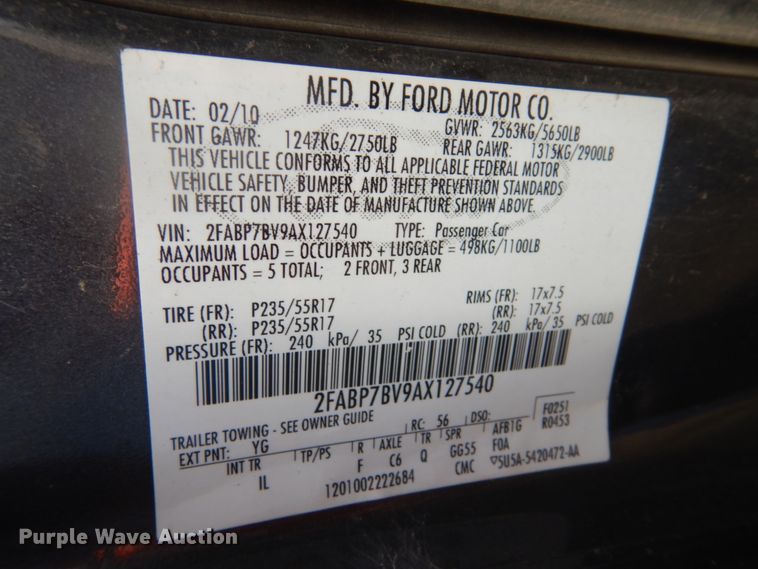 MFD. BY FORD MOTOR CO.
DATE: 02/10 GVWR: 2563KG/5650LB
FRONT GAWR: 1247KG/2750LB REAR GAWR: 1315KG/2900LB
THIS VEHICLE CONFORMS TO ALL APPLICABLE FEDERAL MOTOR
VEHICLE SAFETY, BUMPER, AND THEFT PREVENTION STANDARDS
IN EFFECT ON THE DATE OF MANUFACTURE SHOWN ABOVE.
VIN: 2FABP7BV9AX127540 TYPE: Passenger Car
MAXIMUM LOAD = OCCUPANTS + LUGGAGE = 498KG/1100LB
OCCUPANTS = 5 TOTAL; 2 FRONT, 3 REAR
TIRE (FR): P235/55R17 RIMS (FR): 17x7.5
(RR): P235/55R17 (RR): 17x7.5
PRESSURE (FR): 240 kPa/ 35 PSI COLD (RR): 240 kPa/ 35 PSI COLD
2FABP7BV9AX127540
TRAILER TOWING - SEE OWNER GUIDE
EXT PNT: YG RC: 56 DSO: F0251
R0453
INT TR TP/PS R AXLE TR SPR AFB1G
IL F C6 Q GG55 F0A
1201002222684 CMC 5U5A-5420472-AA
Purple Wave Auction